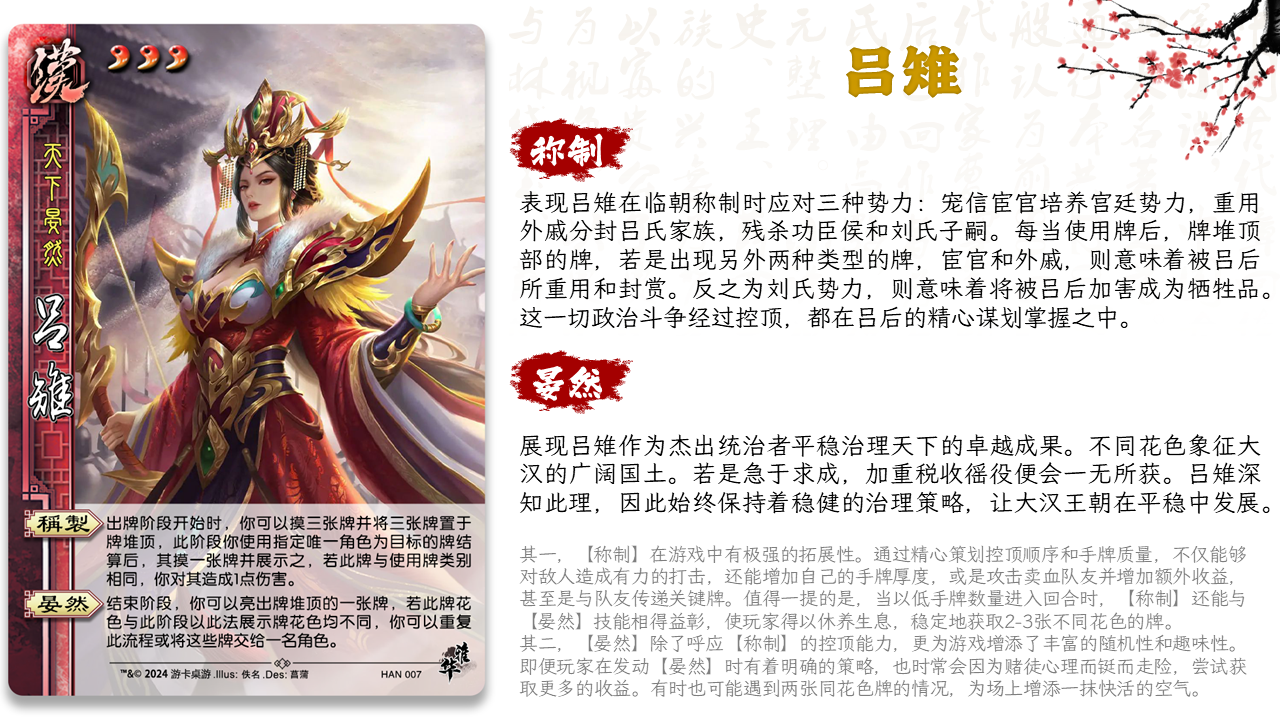 漢
天下晏然
吕雉
稱製
出牌阶段开始时，你可以摸三张牌并将三张牌置于
牌堆顶，此阶段你使用指定唯一角色为目标的牌结
算后，其摸一张牌并展示之，若此牌与使用牌类别
相同，你对其造成1点伤害。
晏然
结束阶段，你可以亮出牌堆顶的一张牌，若此牌花
色与此阶段以此法展示牌花色均不同，你可以重复
此流程或将这些牌交给一名角色。
™&© 2024 游卡桌游 .Illus: 佚名 .Des: 菖蒲
HAN 007
淮华
吕雉
称制
表现吕雉在临朝称制时应对三种势力：宠信宦官培养宫廷势力，重用
外戚分封吕氏家族，残杀功臣侯和刘氏子嗣。每当使用牌后，牌堆顶
部的牌，若是出现另外两种类型的牌，宦官和外戚，则意味着被吕后
所重用和封赏。反之为刘氏势力，则意味着将被吕后加害成为牺牲品。
这一切政治斗争经过控顶，都在吕后的精心谋划掌握之中。
晏然
展现吕雉作为杰出统治者平稳治理天下的卓越成果。不同花色象征大
汉的广阔国土。若是急于求成，加重税收徭役便会一无所获。吕雉深
知此理，因此始终保持着稳健的治理策略，让大汉王朝在平稳中发展。
其一，【称制】在游戏中有极强的拓展性。通过精心策划控顶顺序和手牌质量，不仅能够
对敌人造成有力的打击，还能增加自己的手牌厚度，或是攻击卖血队友并增加额外收益，
甚至是与队友传递关键牌。值得一提的是，当以低手牌数量进入回合时，【称制】还能与
【晏然】技能相得益彰，使玩家得以休养生息，稳定地获取2-3张不同花色的牌。
其二，【晏然】除了呼应【称制】的控顶能力，更为游戏增添了丰富的随机性和趣味性。
即便玩家在发动【晏然】时有着明确的策略，也时常会因为赌徒心理而铤而走险，尝试获
取更多的收益。有时也可能遇到两张同花色牌的情况，为场上增添一抹快活的空气。